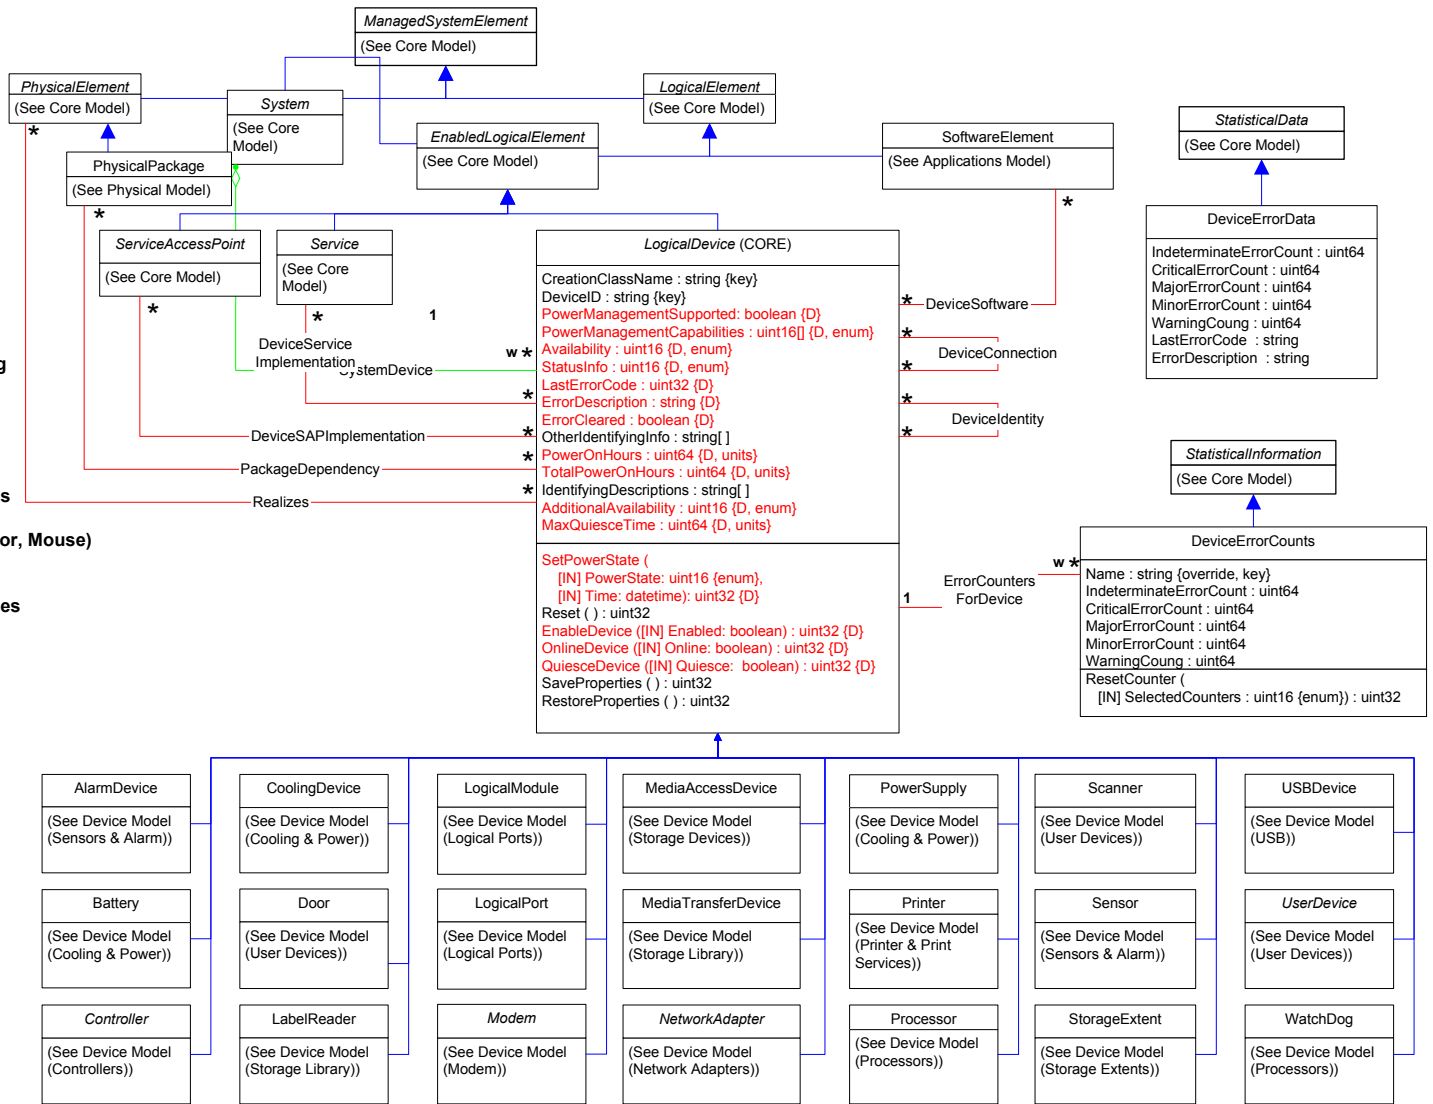 ManagedSystemElement
(See Core Model)
PhysicalElement
(See Core Model)
*
System
(See Core
Model)
LogicalElement
(See Core Model)
EnabledLogicalElement
(See Core Model)
SoftwareElement
(See Applications Model)
*
StatisticalData
(See Core Model)
PhysicalPackage
(See Physical Model)
*
DeviceErrorData
IndeterminateErrorCount : uint64
CriticalErrorCount : uint64
MajorErrorCount : uint64
MinorErrorCount : uint64
WarningCoung : uint64
LastErrorCode : string
ErrorDescription : string
ServiceAccessPoint
(See Core Model)
*
Service
(See Core
Model)
*
1
LogicalDevice (CORE)
CreationClassName : string {key}
DeviceID : string {key}
PowerManagementSupported: boolean {D}
PowerManagementCapabilities : uint16[] {D, enum}
Availability : uint16 {D, enum}
StatusInfo : uint16 {D, enum}
LastErrorCode : uint32 {D}
ErrorDescription : string {D}
ErrorCleared : boolean {D}
OtherIdentifyingInfo : string[ ]
PowerOnHours : uint64 {D, units}
TotalPowerOnHours : uint64 {D, units}
IdentifyingDescriptions : string[ ]
AdditionalAvailability : uint16 {D, enum}
MaxQuiesceTime : uint64 {D, units}
SetPowerState (
[IN] PowerState: uint16 {enum},
[IN] Time: datetime): uint32 {D}
Reset ( ) : uint32
EnableDevice ([IN] Enabled: boolean) : uint32 {D}
OnlineDevice ([IN] Online: boolean) : uint32 {D}
QuiesceDevice ([IN] Quiesce: boolean) : uint32 {D}
SaveProperties ( ) : uint32
RestoreProperties ( ) : uint32
* DeviceSoftware
*
DeviceConnection
*
*
DeviceIdentity
*
DeviceService
Implementation
w *
SystemDevice
*
g
DeviceSAPImplementation *
PackageDependency *
Realizes *
s
or, Mouse)
es
StatisticalInformation
(See Core Model)
DeviceErrorCounts
Name : string {override, key}
IndeterminateErrorCount : uint64
CriticalErrorCount : uint64
MajorErrorCount : uint64
MinorErrorCount : uint64
WarningCoung : uint64
ResetCounter (
[IN] SelectedCounters : uint16 {enum}) : uint32
w *
ErrorCounters
ForDevice
1
AlarmDevice
(See Device Model
(Sensors & Alarm))
CoolingDevice
(See Device Model
(Cooling & Power))
LogicalModule
(See Device Model
(Logical Ports))
MediaAccessDevice
(See Device Model
(Storage Devices))
PowerSupply
(See Device Model
(Cooling & Power))
Scanner
(See Device Model
(User Devices))
USBDevice
(See Device Model
(USB))
Battery
(See Device Model
(Cooling & Power))
Door
(See Device Model
(User Devices))
LogicalPort
(See Device Model
(Logical Ports))
MediaTransferDevice
(See Device Model
(Storage Library))
Printer
(See Device Model
(Printer & Print
Services))
Sensor
(See Device Model
(Sensors & Alarm))
UserDevice
(See Device Model
(User Devices))
Controller
(See Device Model
(Controllers))
LabelReader
(See Device Model
(Storage Library))
Modem
(See Device Model
(Modem))
NetworkAdapter
(See Device Model
(Network Adapters))
Processor
(See Device Model
(Processors))
StorageExtent
(See Device Model
(Storage Extents))
WatchDog
(See Device Model
(Processors))